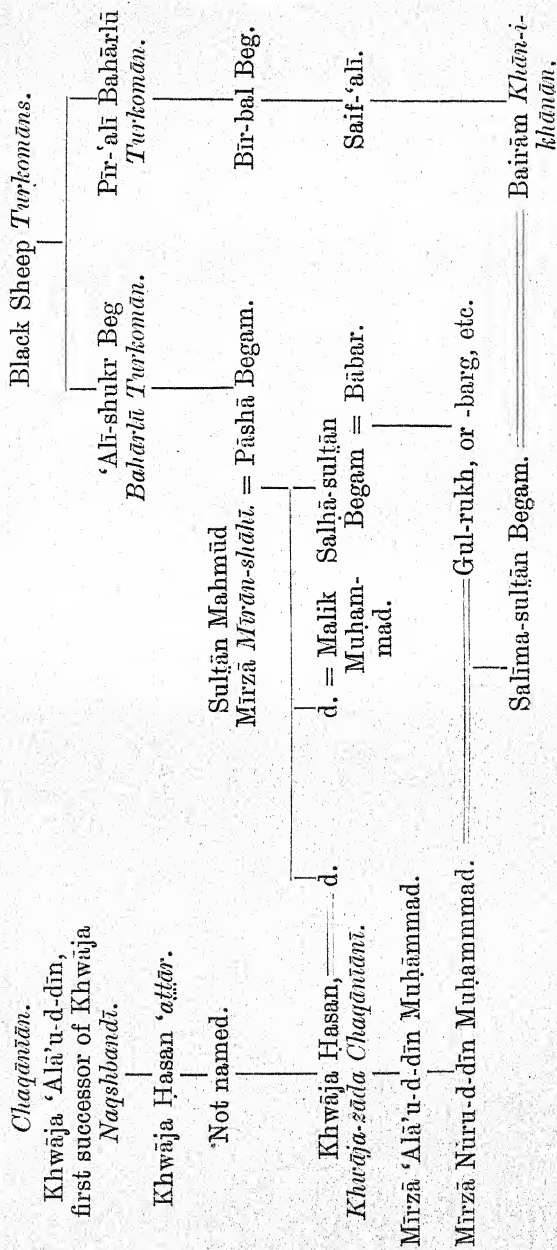 Chaqānīān.
Khwāja ‘Alā’u-d-dīn,
first successor of Khwāja
Naqshbandī.
Khwāja Ḥasan ‘aṭṭār.
Not named.
Khwāja Ḥasan, = d.
Khwāja-zāda Chaqānīānī.
Mīrzā ‘Alā’u-d-dīn Muḥāmmad.
Mīrzā Nūru-d-dīn Muḥammmad.
Black Sheep Turkomāns.
‘Alī-shukr Beg
Bahārlū Turkomān.
Pīr-‘alī Bahārlū
Turkomān.
Sulṭān Maḥmūd
Mīrzā Mīrān-shāhī. = Pāshā Begam.
Bīr-bal Beg.
d. = Malik
Muḥam-
mad.
Salḥa-sulṭān
Begam = Bābar.
Saif-‘alī.
Gul-rukh, or -barg, etc.
Salīma-sulṭān Begam.
Bairām Khān-i-
khānān.